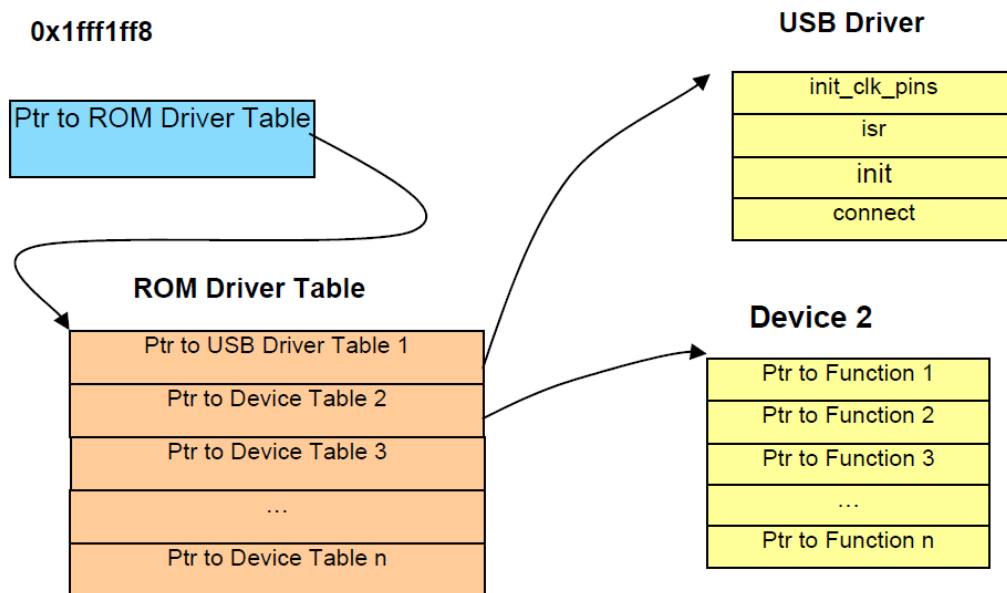 0x1fff1ff8
Ptr to ROM Driver Table
USB Driver
init_clk_pins
isr
init
connect
ROM Driver Table
Ptr to USB Driver Table 1
Ptr to Device Table 2
Ptr to Device Table 3
…
Ptr to Device Table n
Device 2
Ptr to Function 1
Ptr to Function 2
Ptr to Function 3
…
Ptr to Function n